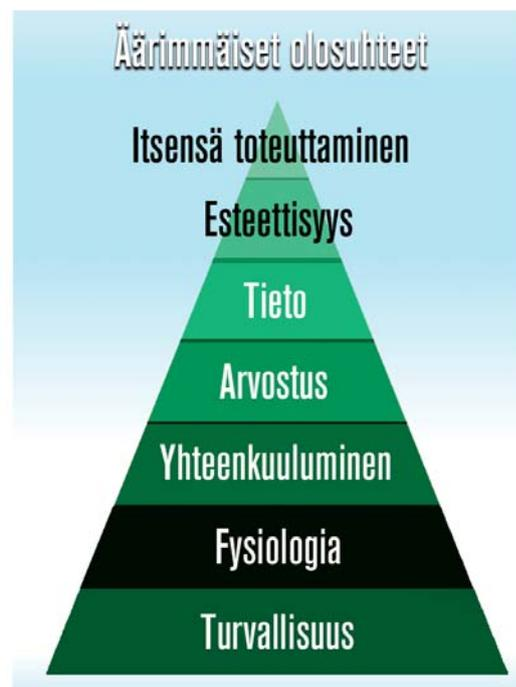 Äärimmäiset olosuhteet
Itsensä toteuttaminen
Esteettisyys
Tieto
Arvostus
Yhteenkuuluminen
Fysiologia
Turvallisuus